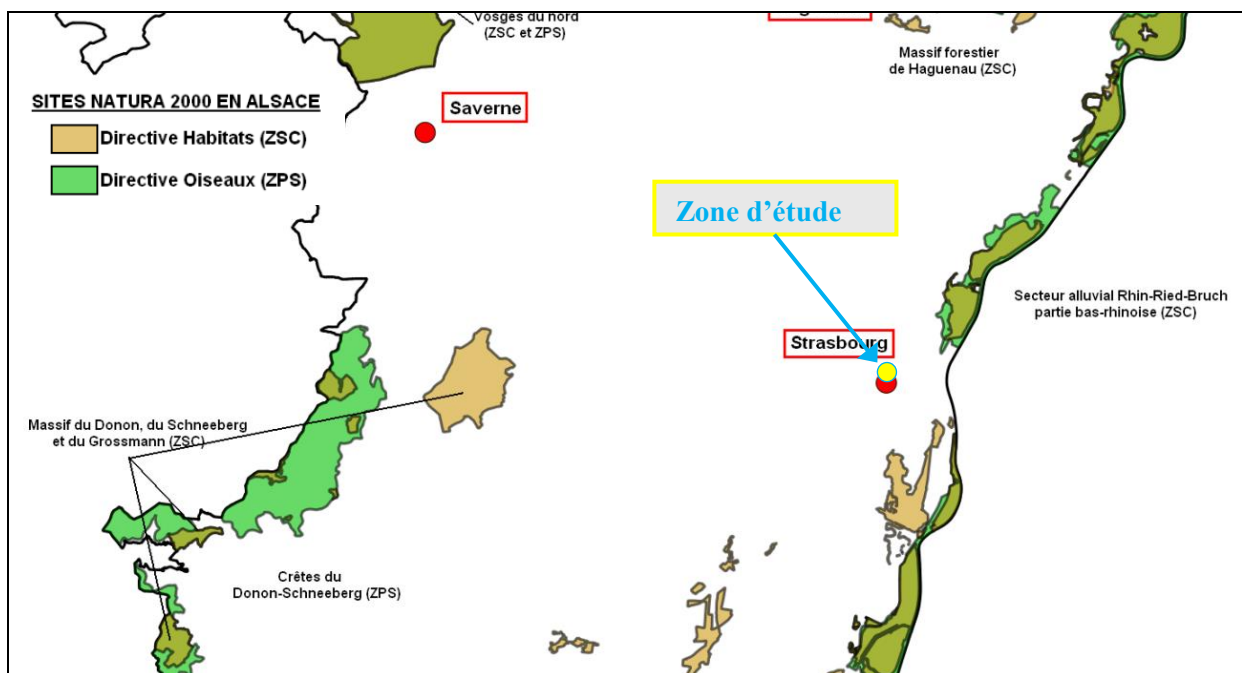 Vosges du nord
(ZSC et ZPS)
Massif forestier
de Haguenau (ZSC)
SITES NATURA 2000 EN ALSACE
Directive Habitats (ZSC)
Directive Oiseaux (ZPS)
Saverne
Zone d’étude
Secteur alluvial Rhin-Ried-Bruch
partie bas-rhinoise (ZSC)
Strasbourg
Massif du Donon, du Schneeberg
et du Grossmann (ZSC)
Crêtes du
Donon-Schneeberg (ZPS)